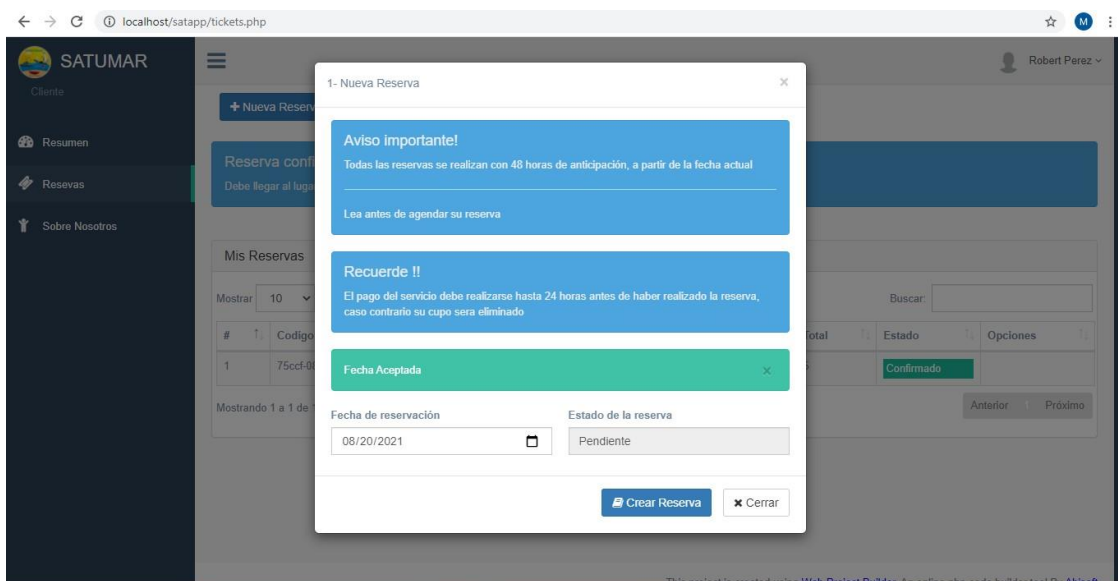 localhost/satapp/tickets.php
M
SATUMAR
Cliente
Resumen
Resevas
Sobre Nosotros
Robert Perez
+ Nueva Reserv
Reserva confi
Debe llegar al luga
Mis Reservas
Mostrar 10
Buscar:
# Codigo Total Estado Opciones
1 75ccf-08 Confirmado
Mostrando 1 a 1 de 1
Anterior 1 Próximo
1- Nueva Reserva ×
Aviso importante!
Todas las reservas se realizan con 48 horas de anticipación, a partir de la fecha actual
Lea antes de agendar su reserva
Recuerde !!
El pago del servicio debe realizarse hasta 24 horas antes de haber realizado la reserva,
caso contrario su cupo sera eliminado
Fecha Aceptada ×
Fecha de reservación Estado de la reserva
08/20/2021 Pendiente
Crear Reserva × Cerrar